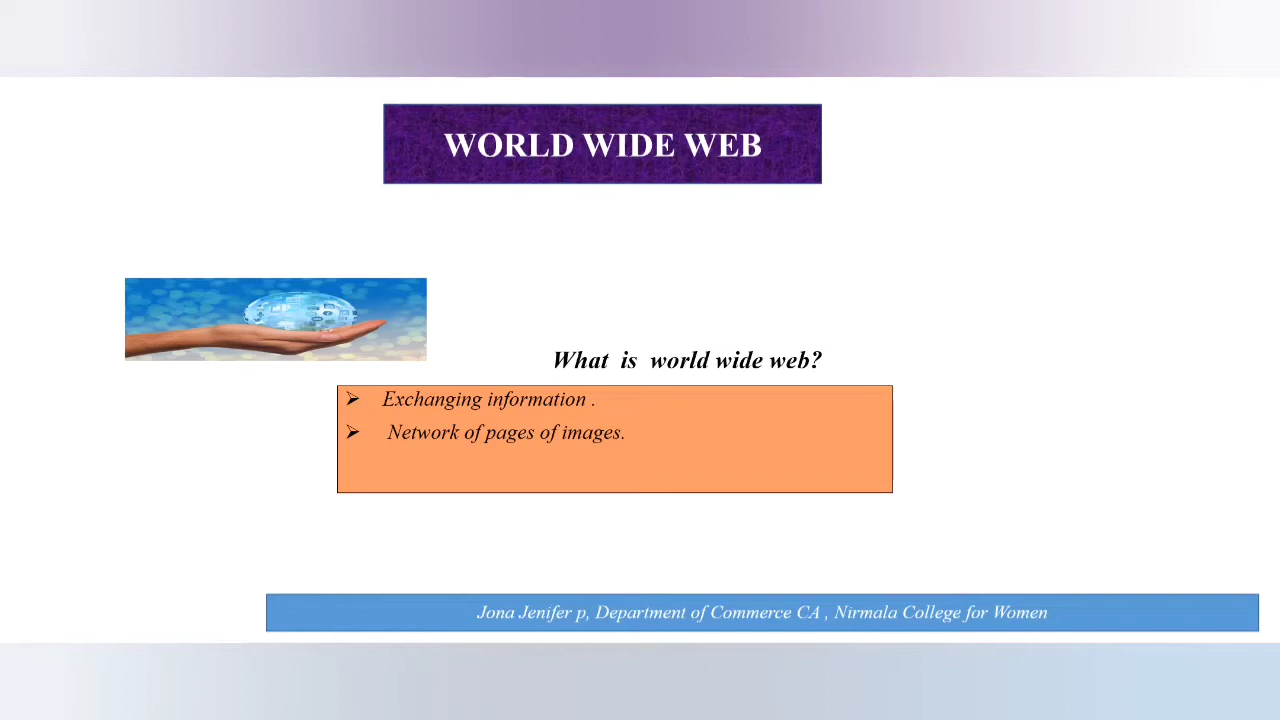 WORLD WIDE WEB
What is world wide web?
➢ Exchanging information .
➢ Network of pages of images.
Jona Jenifer p, Department of Commerce CA , Nirmala College for Women